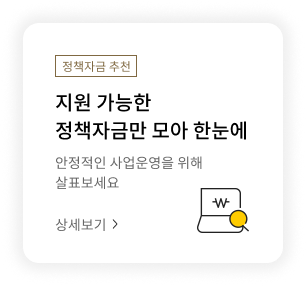 정책자금 추천
지원 가능한
정책자금만 모아 한눈에
안정적인 사업운영을 위해
살표보세요
상세보기 >
₩